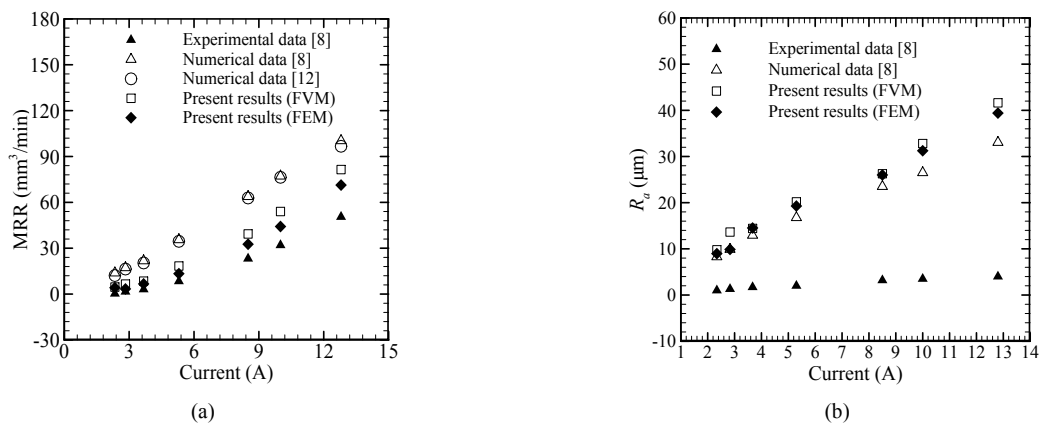 180
150
120
90
60
30
0
-30
MRR (mm³/min)
Experimental data [8]
Numerical data [8]
Numerical data [12]
Present results (FVM)
Present results (FEM)
0 3 6 9 12 15
Current (A)
(a)
60
50
40
30
20
10
0
-10
Rₐ (μm)
Experimental data [8]
Numerical data [8]
Present results (FVM)
Present results (FEM)
1 2 3 4 5 6 7 8 9 10 11 12 13 14
Current (A)
(b)